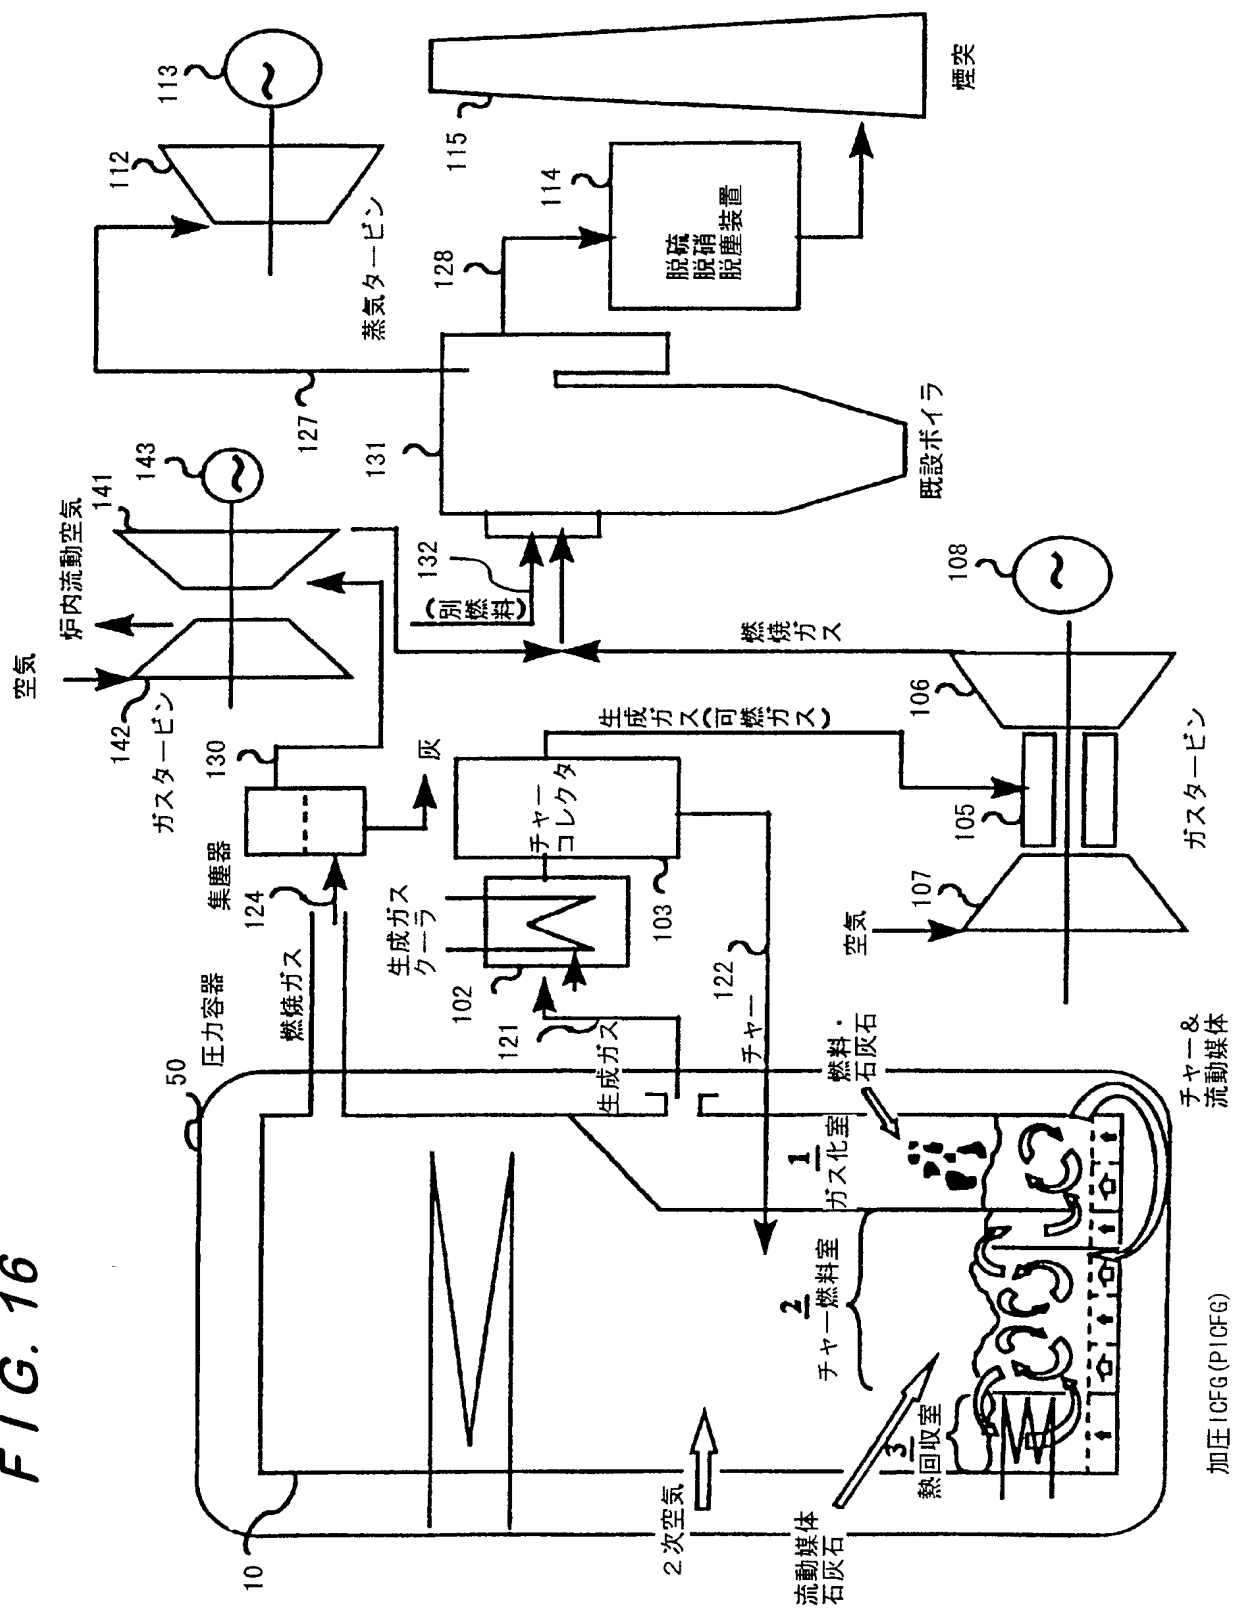 FIG. 16
10
50
圧力容器
燃焼ガス
124
集塵器
130
灰
空気
142
ガスタービン
炉内流動空気
141
143
127
蒸気タービン
112
113
115
煙突
114
脱硫
脱硝
脱塵装置
128
131
既設ボイラ
132
(別燃料)
燃焼ガス
生成ガス(可燃ガス)
生成ガス
クーラ
102
チャー
コレクタ
103
121
生成ガス
122
チャー
空気
107
105
106
108
ガスタービン
燃料・
石灰石
1
ガス化室
2
チャー燃料室
3
熱回収室
2次空気
流動媒体
石灰石
チャー&
流動媒体
加圧ICFG(PICFG)